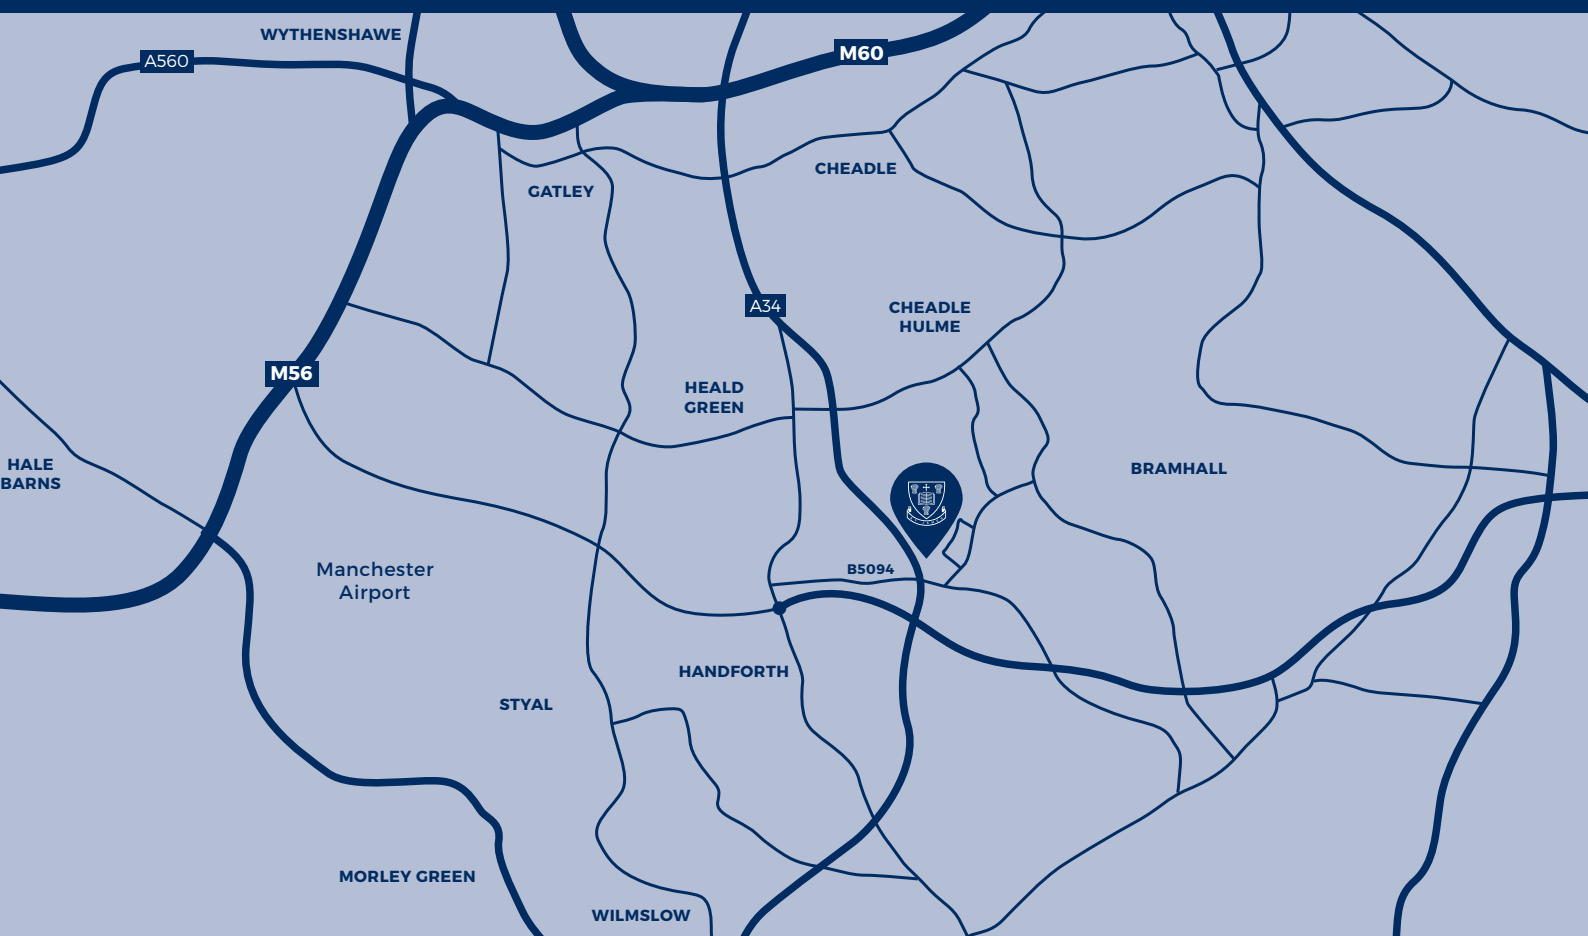 WYTHENSHAWE
A560
M60
CHEADLE
GATLEY
A34
CHEADLE
HULME
M56
HEALD
GREEN
HALE
BARNS
BRAMHALL
Manchester
Airport
B5094
HANDFORTH
STYAL
MORLEY GREEN
WILMSLOW